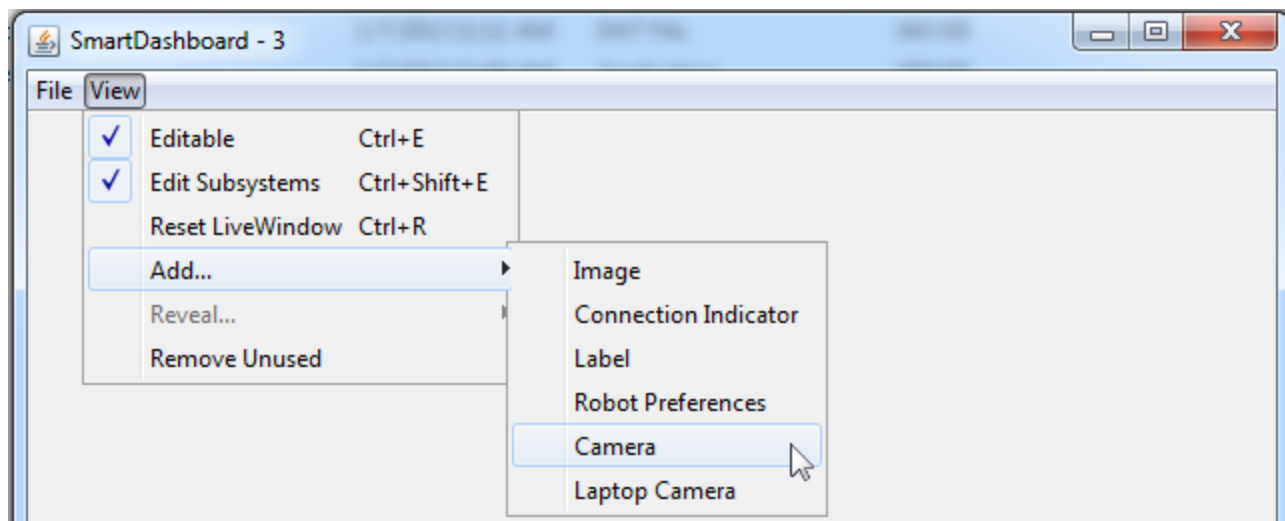 SmartDashboard - 3
File View
Editable Ctrl+E
Edit Subsystems Ctrl+Shift+E
Reset LiveWindow Ctrl+R
Add...
Reveal...
Remove Unused
Image
Connection Indicator
Label
Robot Preferences
Camera
Laptop Camera